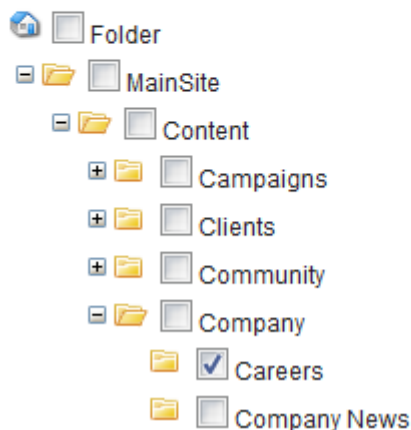 Folder
MainSite
Content
Campaigns
Clients
Community
Company
Careers
Company News